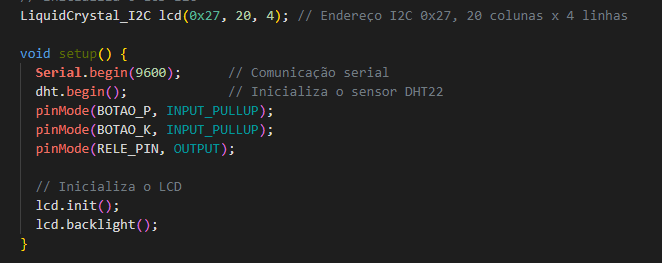 LiquidCrystal_I2C lcd(0x27, 20, 4); // Endereço I2C 0x27, 20 colunas x 4 linhas
void setup() {
Serial.begin(9600); // Comunicação serial
dht.begin(); // Inicializa o sensor DHT22
pinMode(BOTAO_P, INPUT_PULLUP);
pinMode(BOTAO_K, INPUT_PULLUP);
pinMode(RELE_PIN, OUTPUT);
// Inicializa o LCD
lcd.init();
lcd.backlight();
}